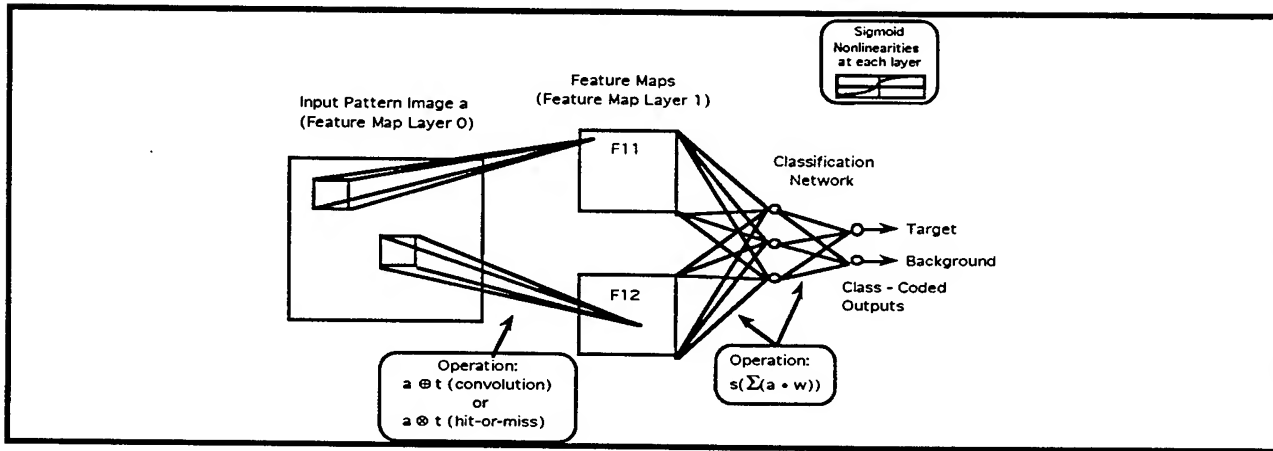 Sigmoid
Nonlinearities
at each layer
Feature Maps
(Feature Map Layer 1)
Input Pattern Image a
(Feature Map Layer 0)
F11
Classification
Network
Target
Background
F12
Class - Coded
Outputs
Operation:
a ⊕ t (convolution)
or
a ⊗ t (hit-or-miss)
Operation:
s(Σ(a • w))